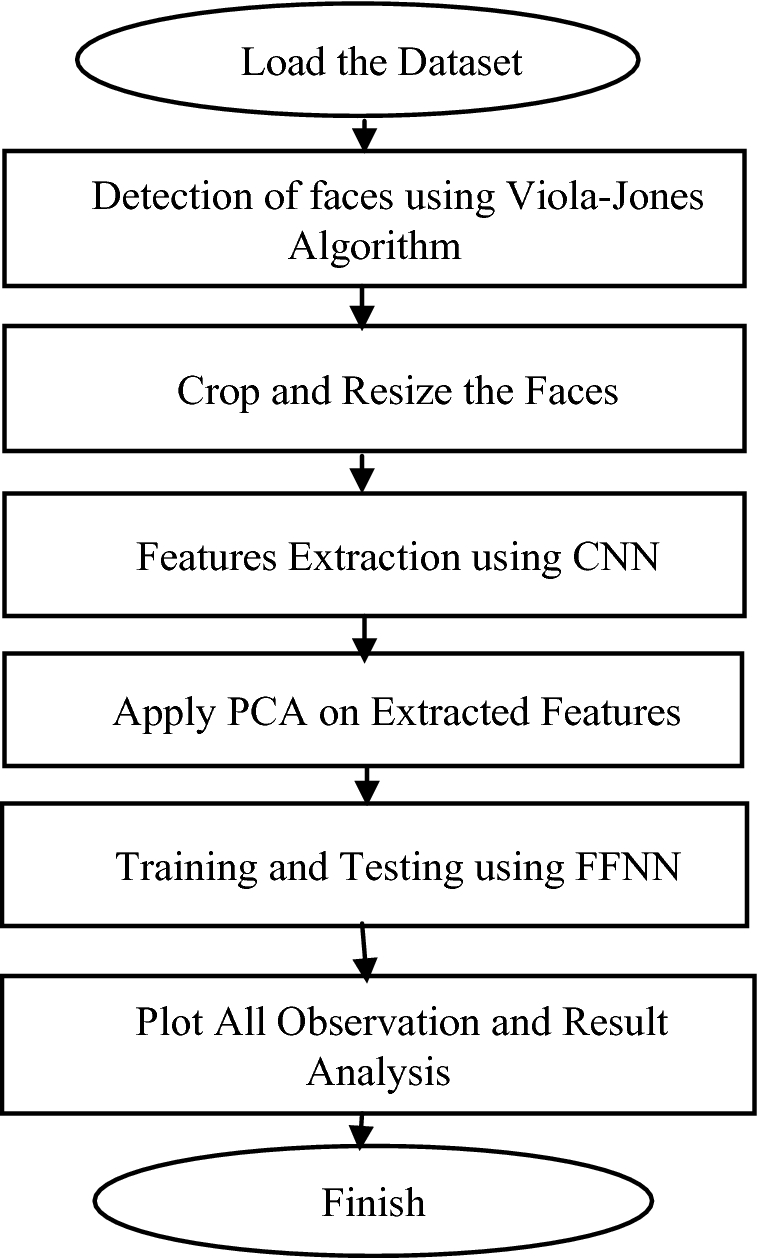 Load the Dataset
Detection of faces using Viola-Jones
Algorithm
Crop and Resize the Faces
Features Extraction using CNN
Apply PCA on Extracted Features
Training and Testing using FFNN
Plot All Observation and Result
Analysis
Finish